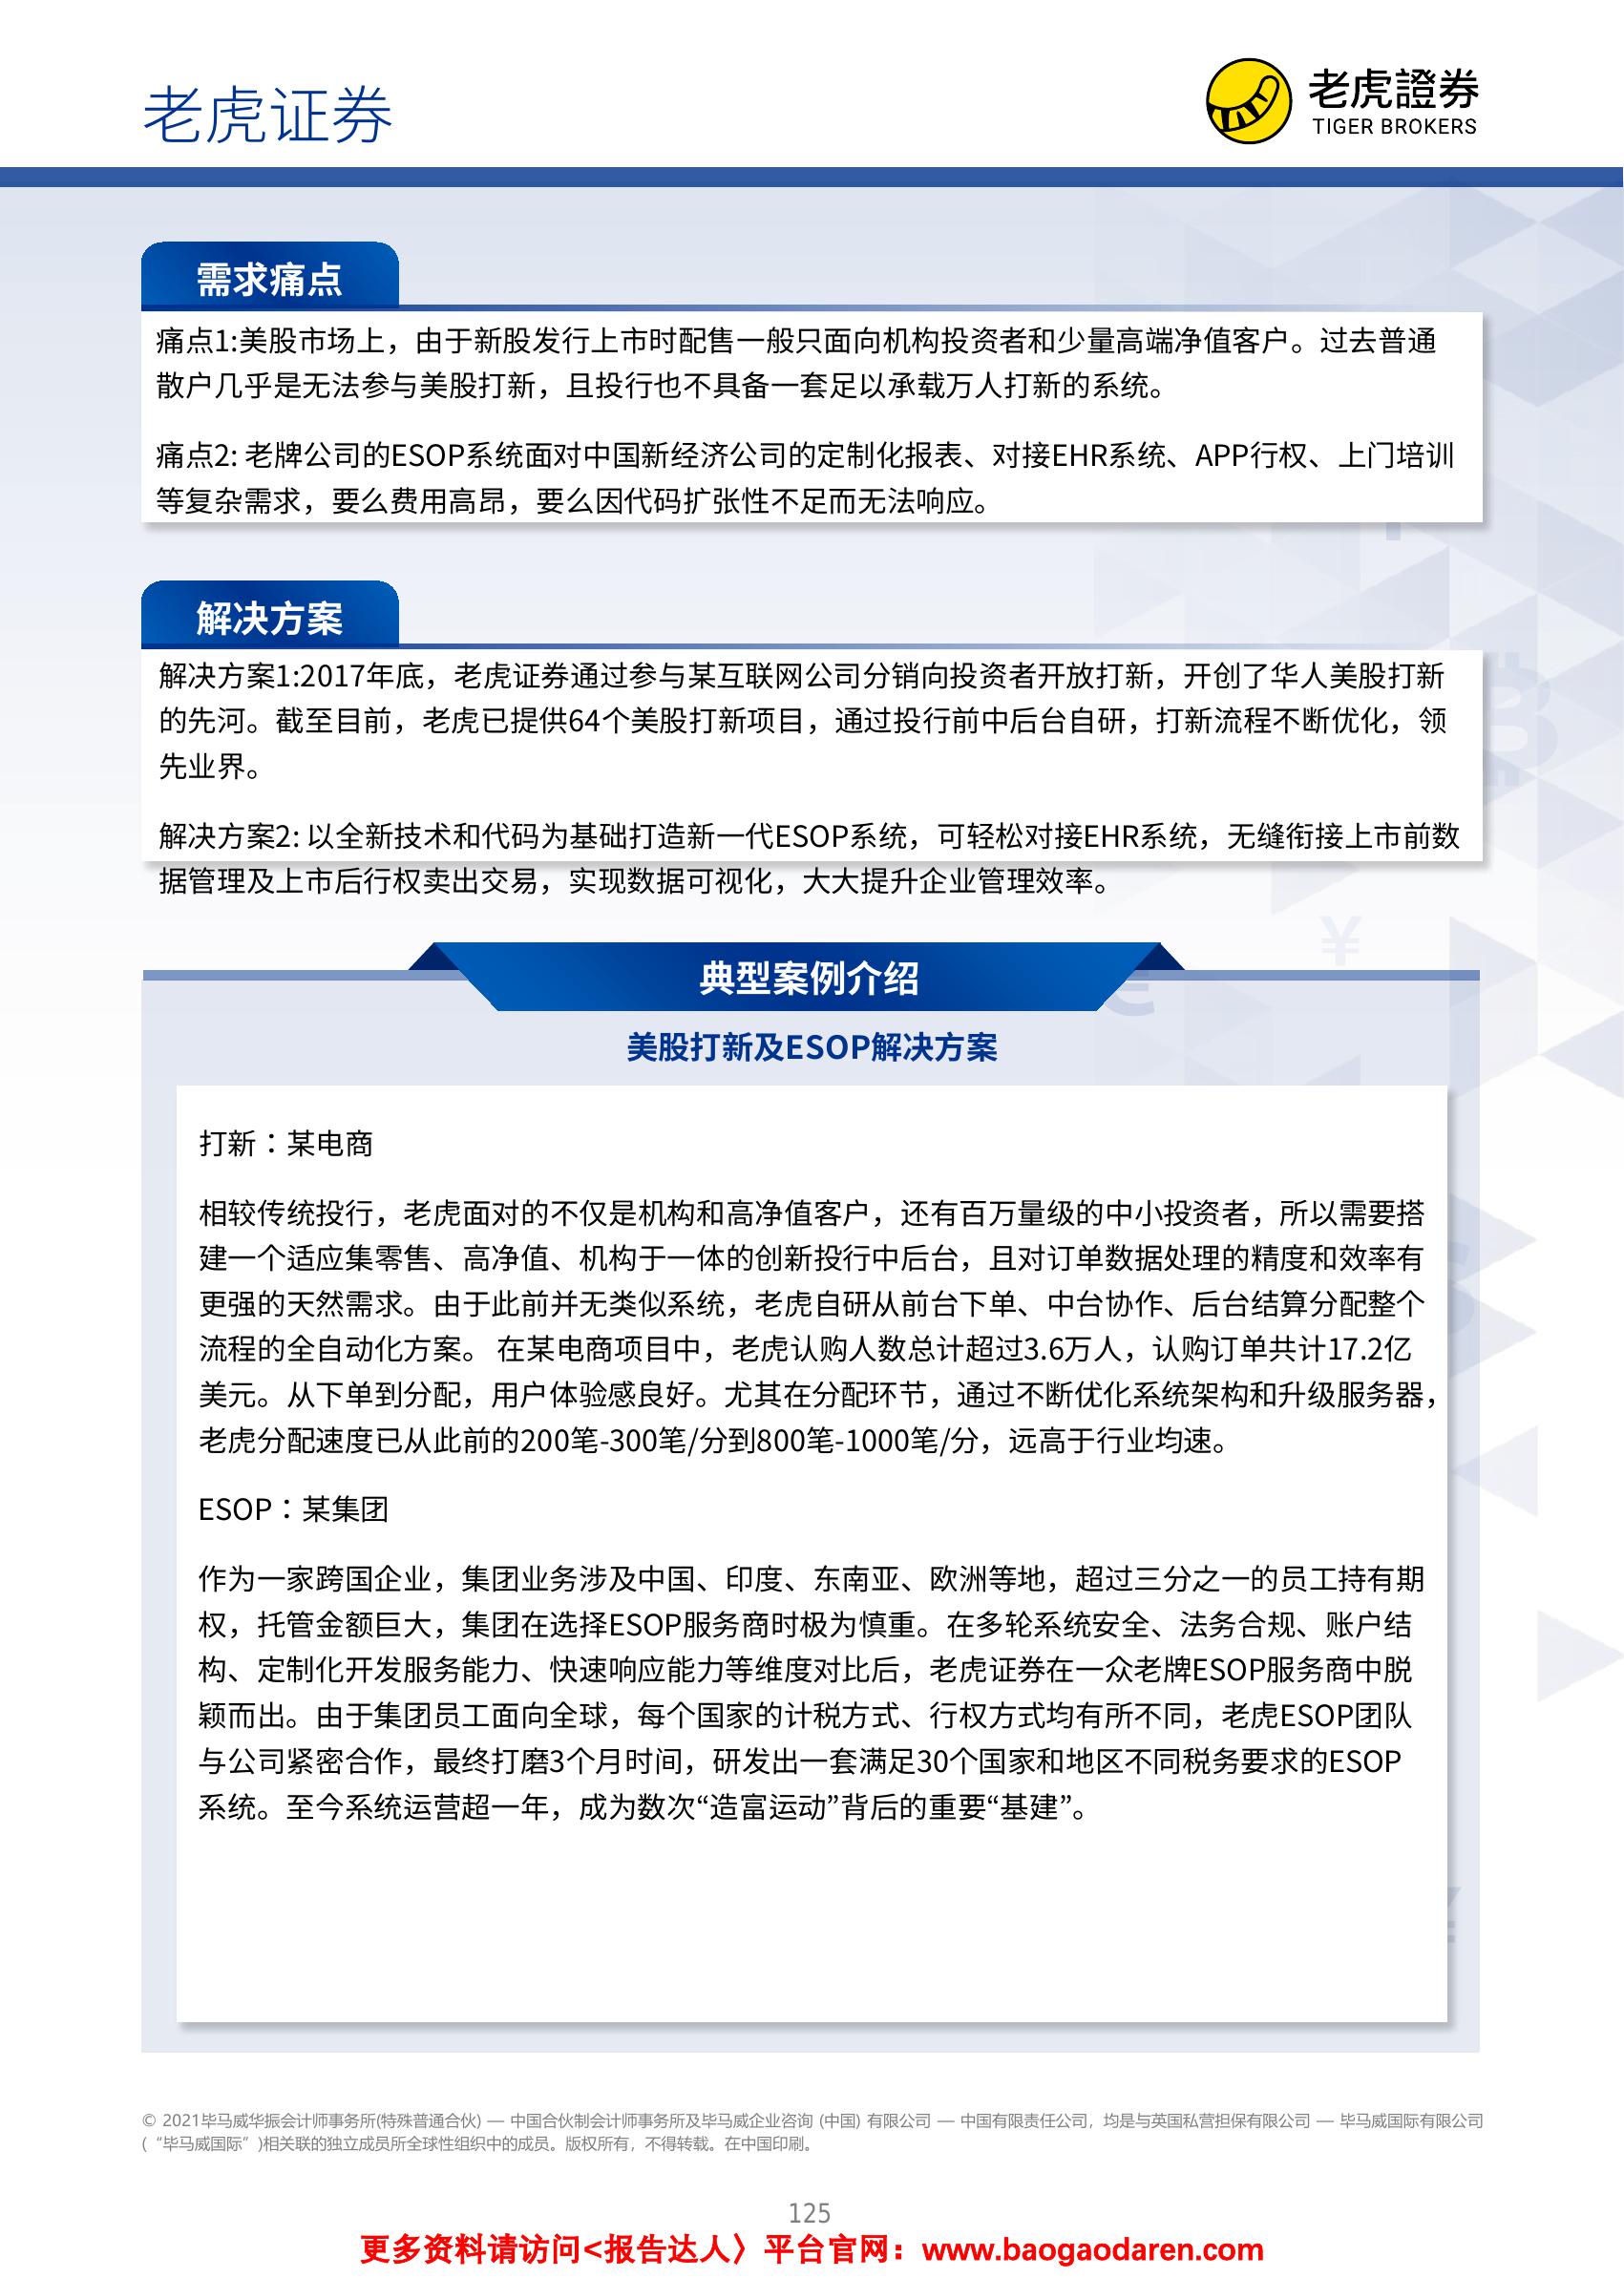 老虎证券
老虎證券
TIGER BROKERS
需求痛点
痛点1:美股市场上，由于新股发行上市时配售一般只面向机构投资者和少量高端净值客户。过去普通
散户几乎是无法参与美股打新，且投行也不具备一套足以承载万人打新的系统。
痛点2: 老牌公司的ESOP系统面对中国新经济公司的定制化报表、对接EHR系统、APP行权、上门培训
等复杂需求，要么费用高昂，要么因代码扩张性不足而无法响应。
解决方案
解决方案1:2017年底，老虎证券通过参与某互联网公司分销向投资者开放打新，开创了华人美股打新
的先河。截至目前，老虎已提供64个美股打新项目，通过投行前中后台自研，打新流程不断优化，领
先业界。
解决方案2: 以全新技术和代码为基础打造新一代ESOP系统，可轻松对接EHR系统，无缝衔接上市前数
据管理及上市后行权卖出交易，实现数据可视化，大大提升企业管理效率。
典型案例介绍
美股打新及ESOP解决方案
打新：某电商
相较传统投行，老虎面对的不仅是机构和高净值客户，还有百万量级的中小投资者，所以需要搭
建一个适应集零售、高净值、机构于一体的创新投行中后台，且对订单数据处理的精度和效率有
更强的天然需求。由于此前并无类似系统，老虎自研从前台下单、中台协作、后台结算分配整个
流程的全自动化方案。 在某电商项目中，老虎认购人数总计超过3.6万人，认购订单共计17.2亿
美元。从下单到分配，用户体验感良好。尤其在分配环节，通过不断优化系统架构和升级服务器，
老虎分配速度已从此前的200笔-300笔/分到800笔-1000笔/分，远高于行业均速。
ESOP：某集团
作为一家跨国企业，集团业务涉及中国、印度、东南亚、欧洲等地，超过三分之一的员工持有期
权，托管金额巨大，集团在选择ESOP服务商时极为慎重。在多轮系统安全、法务合规、账户结
构、定制化开发服务能力、快速响应能力等维度对比后，老虎证券在一众老牌ESOP服务商中脱
颖而出。由于集团员工面向全球，每个国家的计税方式、行权方式均有所不同，老虎ESOP团队
与公司紧密合作，最终打磨3个月时间，研发出一套满足30个国家和地区不同税务要求的ESOP
系统。至今系统运营超一年，成为数次“造富运动”背后的重要“基建”。
© 2021毕马威华振会计师事务所(特殊普通合伙) — 中国合伙制会计师事务所及毕马威企业咨询 (中国) 有限公司 — 中国有限责任公司，均是与英国私营担保有限公司 — 毕马威国际有限公司
(“毕马威国际”)相关联的独立成员所全球性组织中的成员。版权所有，不得转载。在中国印刷。
125
更多资料请访问<报告达人〉平台官网：www.baogaodaren.com